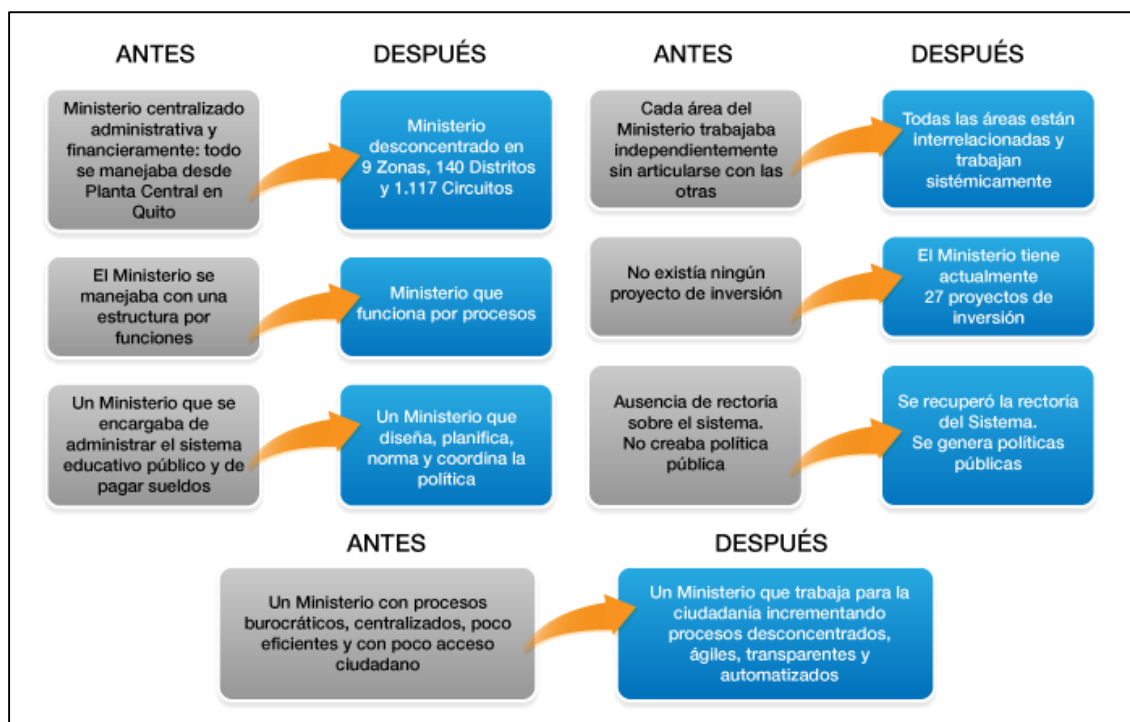 ANTES
DESPUÉS
Ministerio centralizado
administrativa y
financieramente: todo
se manejaba desde
Planta Central en
Quito
Ministerio
desconcentrado en
9 Zonas, 140 Distritos
y 1.117 Circuitos
El Ministerio se
manejaba con una
estructura por
funciones
Ministerio que
funciona por procesos
Un Ministerio que se
encargaba de
administrar el sistema
educativo público y de
pagar sueldos
Un Ministerio que
diseña, planifica,
norma y coordina la
política
ANTES
DESPUÉS
Cada área del
Ministerio trabajaba
independientemente
sin articularse con las
otras
Todas las áreas están
interrelacionadas y
trabajan
sistémicamente
No existía ningún
proyecto de inversión
El Ministerio tiene
actualmente
27 proyectos de
inversión
Ausencia de rectoría
sobre el sistema.
No creaba política
pública
Se recuperó la rectoría
del Sistema.
Se genera políticas
públicas
ANTES
DESPUÉS
Un Ministerio con procesos
burocráticos, centralizados, poco
eficientes y con poco acceso
ciudadano
Un Ministerio que trabaja para la
ciudadanía incrementando
procesos desconcentrados,
ágiles, transparentes y
automatizados